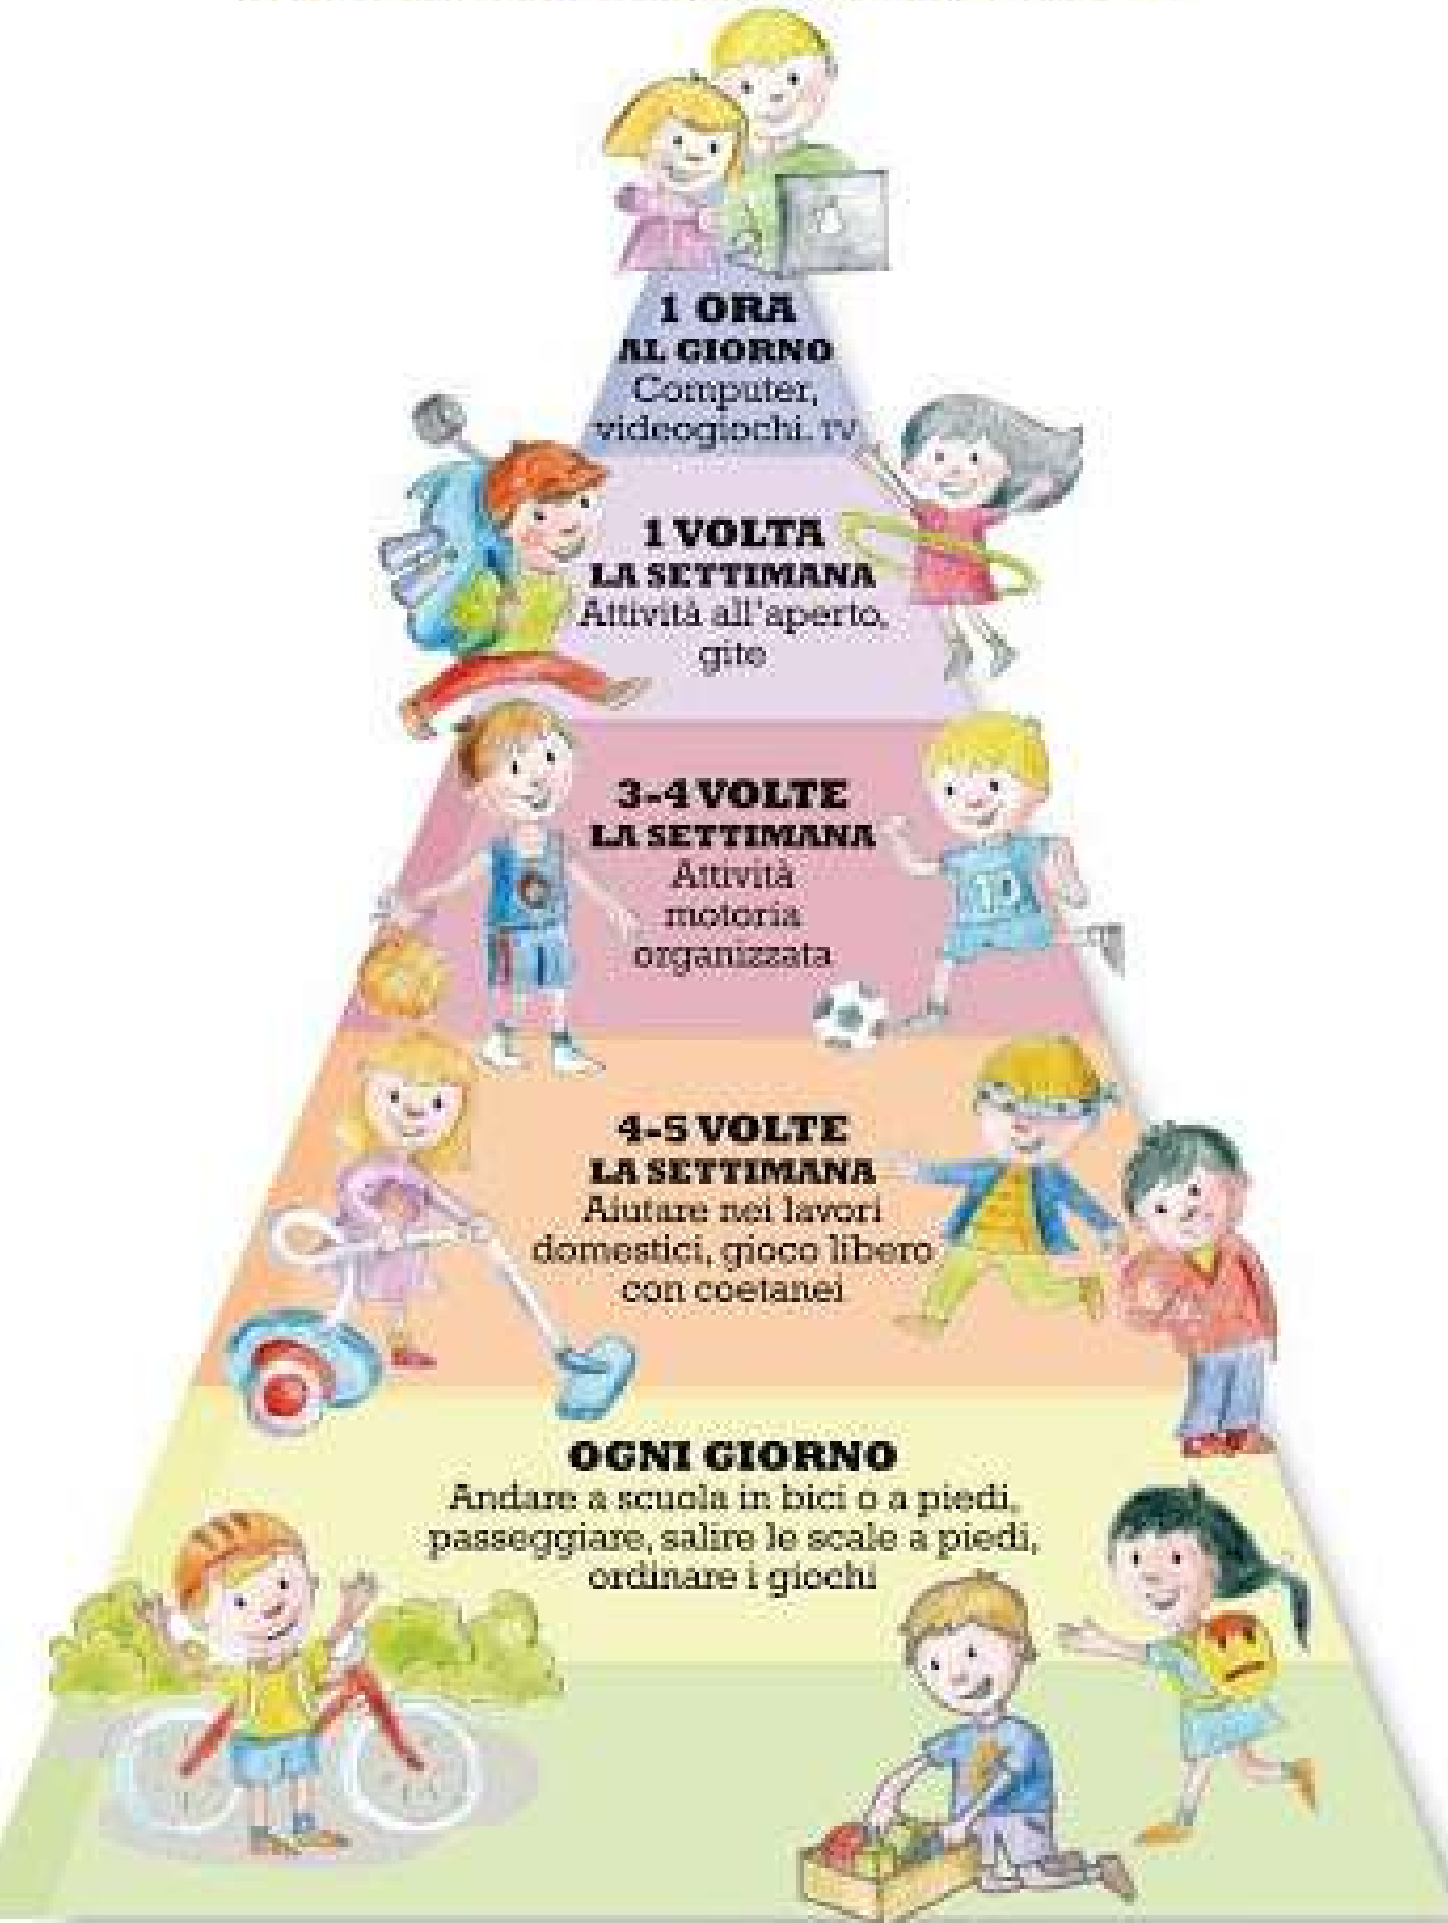 1 ORA
AL GIORNO
Computer,
videogiochi. TV
1 VOLTA
LA SETTIMANA
Attività all'aperto,
gite
3-4 VOLTE
LA SETTIMANA
Attività
motoria
organizzata
10
4-5 VOLTE
LA SETTIMANA
Aiutare nei lavori
domestici, gioco libero
con coetanei
OGNI GIORNO
Andare a scuola in bici o a piedi,
passeggiare, salire le scale a piedi,
ordinare i giochi